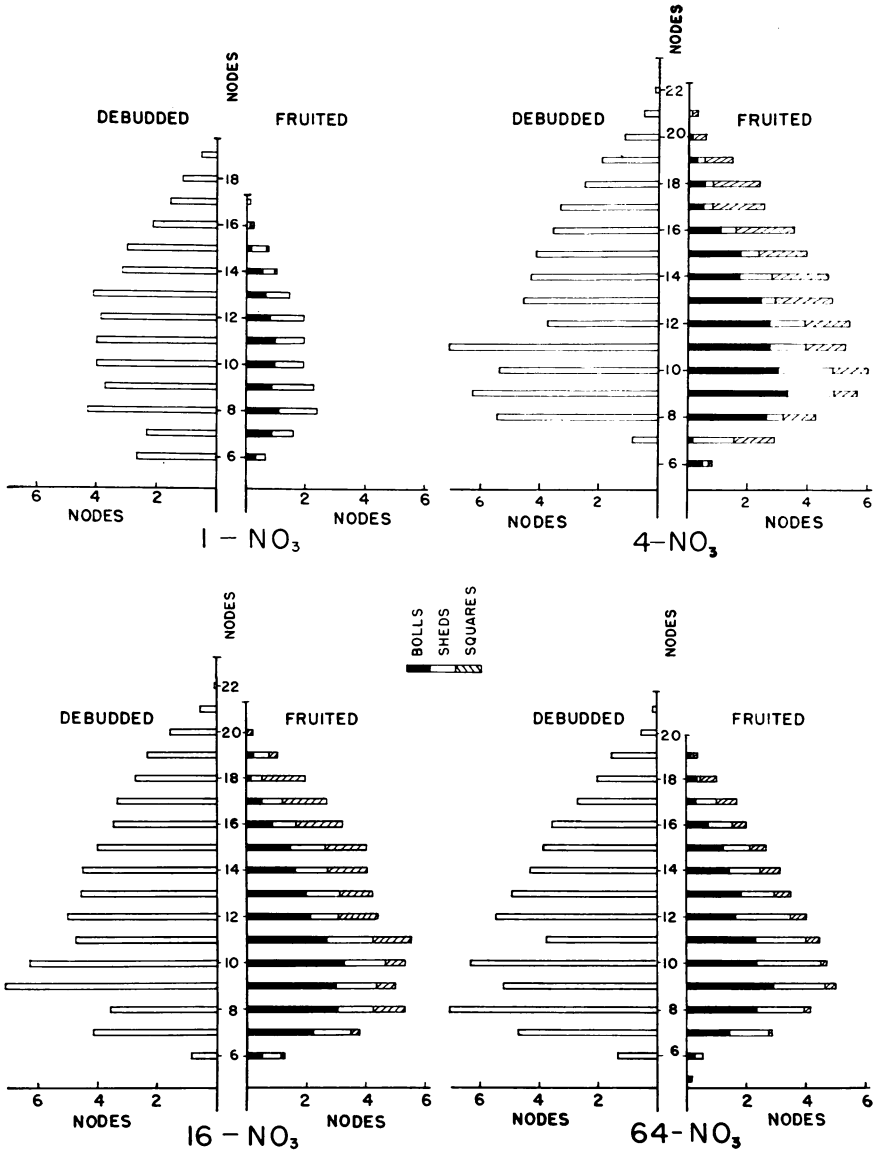 NODES
DEBUDDED
FRUITED
18
16
14
12
10
8
6
6 4 2 2 4 6
NODES NODES
1 - NO₃
NODES
DEBUDDED
FRUITED
22
20
18
16
14
12
10
8
6
6 4 2 2 4 6
NODES NODES
4-NO₃
BOLLS
SHEDS
SQUARES
NODES
DEBUDDED
FRUITED
22
20
18
16
14
12
10
8
6
6 4 2 2 4 6
NODES NODES
16 - NO₃
NODES
DEBUDDED
FRUITED
20
18
16
14
12
10
8
6
6 4 2 2 4 6
NODES NODES
64-NO₃